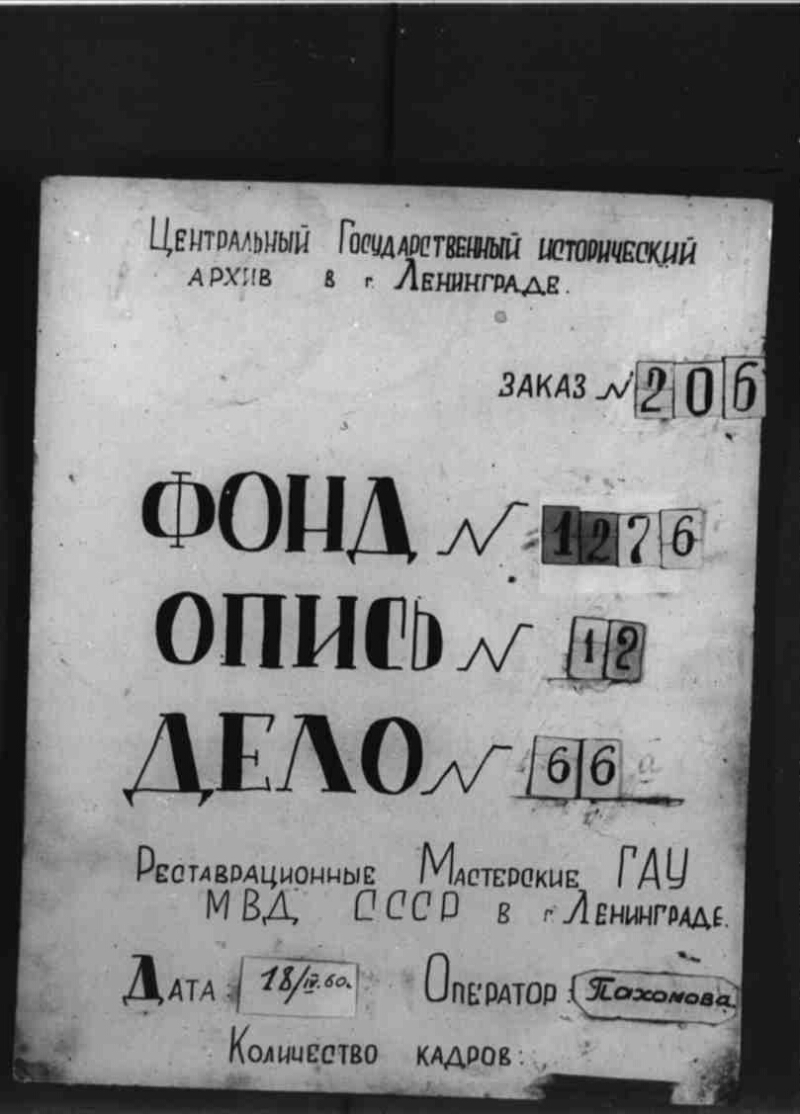 Центральный Государственный исторический
архив в г. Ленинграде.
заказ № 206
ФОНД № 1276
ОПИСЬ № 12
ДЕЛО № 66
Реставрационные Мастерские ГАУ
МВД СССР в г. Ленинграде.
Дата: 18/IV.60. Оператор: Пахомова.
Количество кадров: